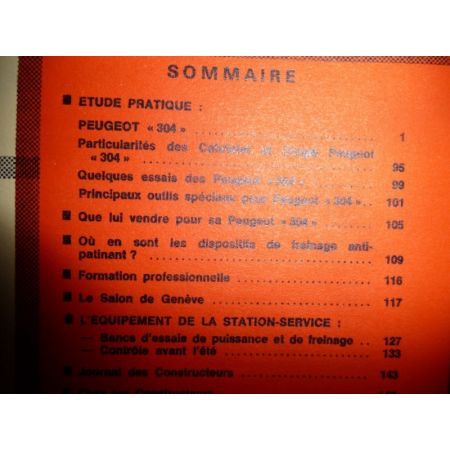 SOMMAIRE
■ ETUDE PRATIQUE :
PEUGEOT « 304 » ........ 1
Particularités des Cabriolet et Coupé Peugeot
« 304 » ........ 95
Quelques essais des Peugeot « 304 » ........ 99
Principaux outils spéciaux pour Peugeot « 304 » .. 101
■ Que lui vendre pour sa Peugeot « 304 » ........ 105
■ Où en sont les dispositifs de freinage anti-
patinant ? ........ 109
■ Formation professionnelle ........ 116
■ Le Salon de Genève ........ 117
■ L'EQUIPEMENT DE LA STATION-SERVICE :
— Bancs d'essais de puissance et de freinage .. 127
— Contrôle avant l'été ........ 133
■ Journal des Constructeurs ........ 143